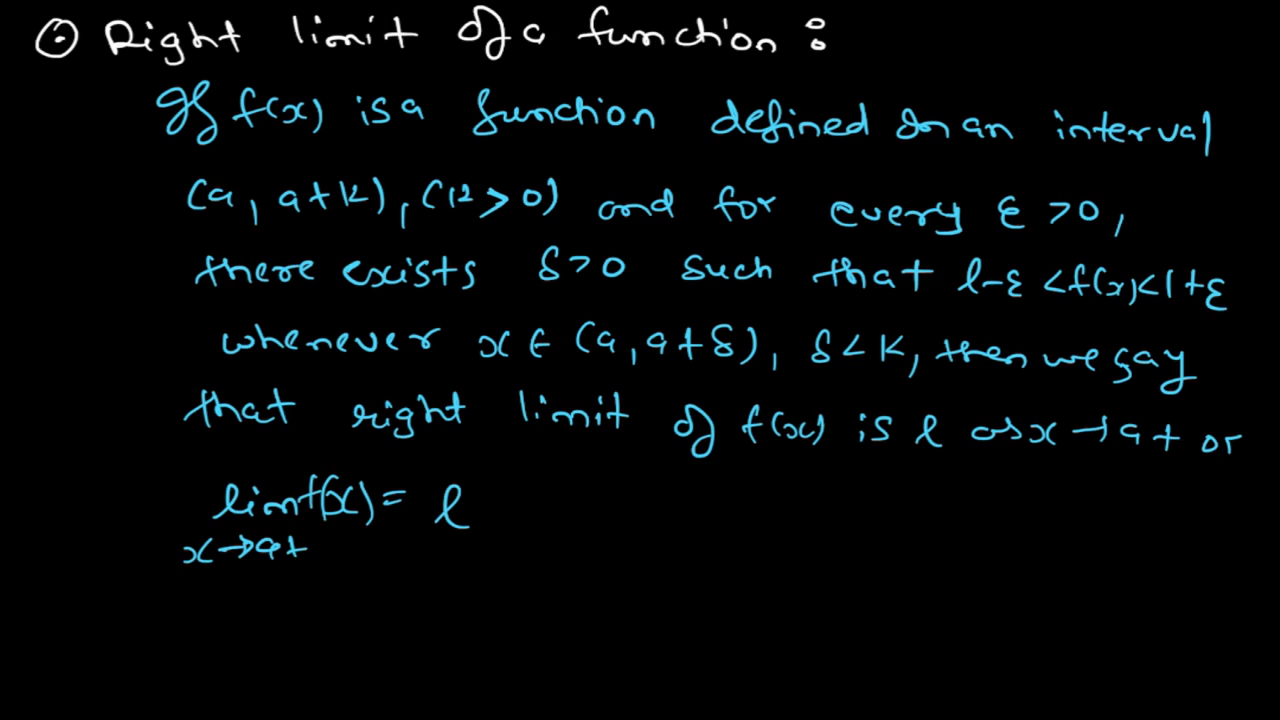 ⊙ Right limit of a function :
If f(x) is a function defined on an interval
(a, a+k), (k>0) and for every ε >0,
there exists δ>0 such that l-ε <f(x)<l+ε
whenever x ∈ (a, a+δ), δ<k, then we say
that right limit of f(x) is l as x→a+ or
lim f(x) = l
x→a+